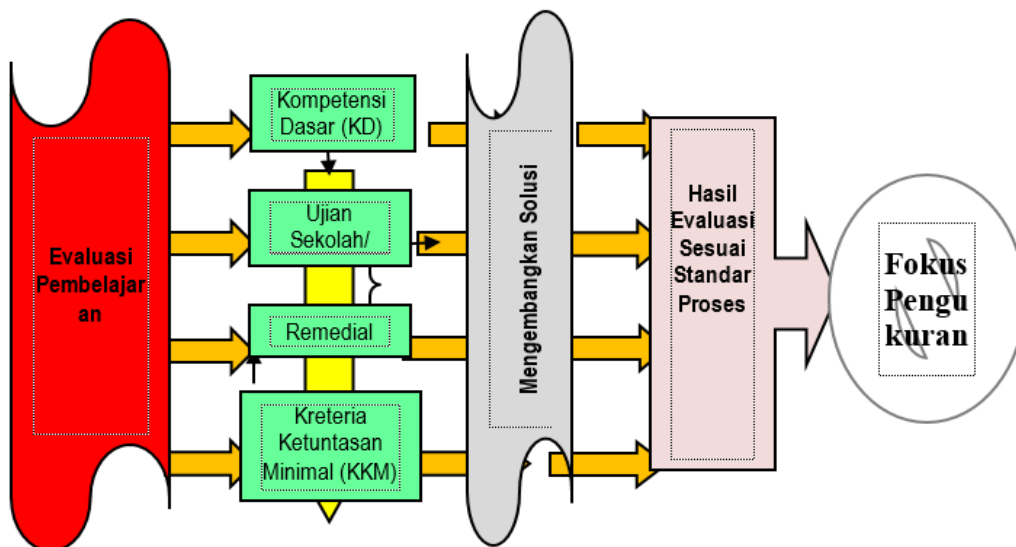 Evaluasi
Pembelajar
an
Kompetensi
Dasar (KD)
Ujian
Sekolah/
Remedial
Kreteria
Ketuntasan
Minimal (KKM)
Mengembangkan Solusi
Hasil
Evaluasi
Sesuai
Standar
Proses
Fokus
Pengu
kuran